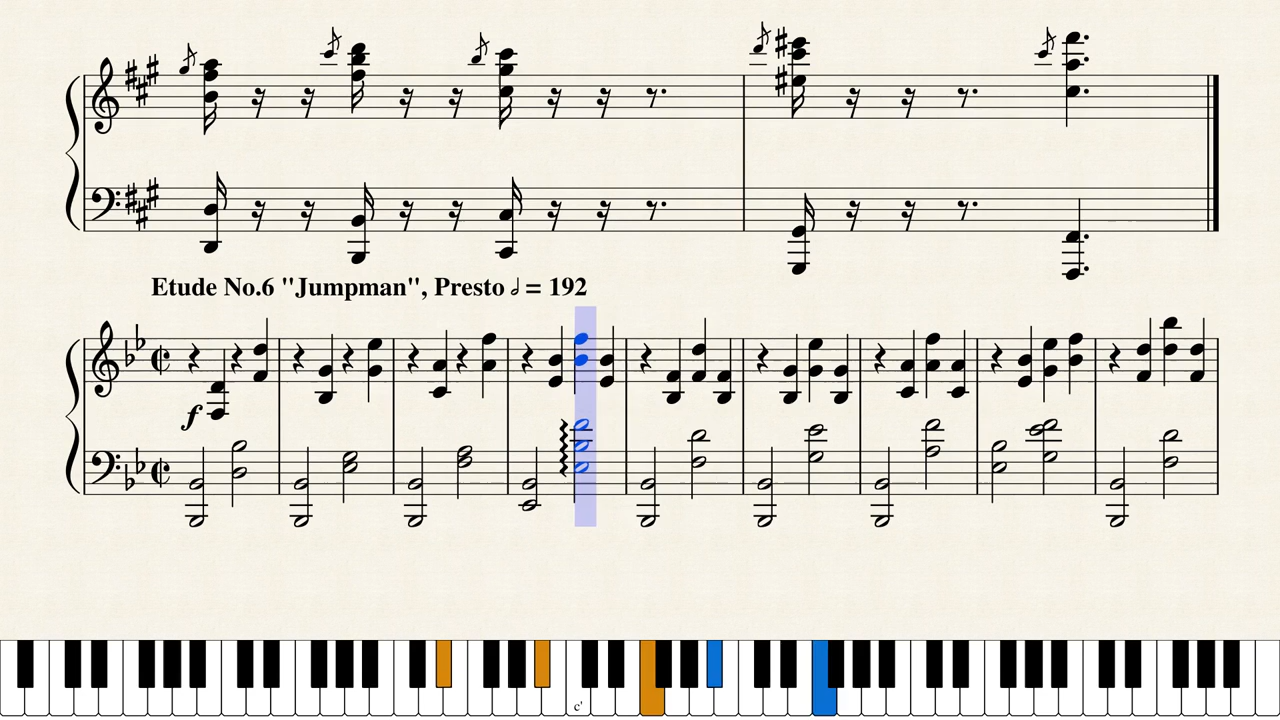 Etude No.6 "Jumpman", Presto 𝅗𝅥 = 192
f
c'